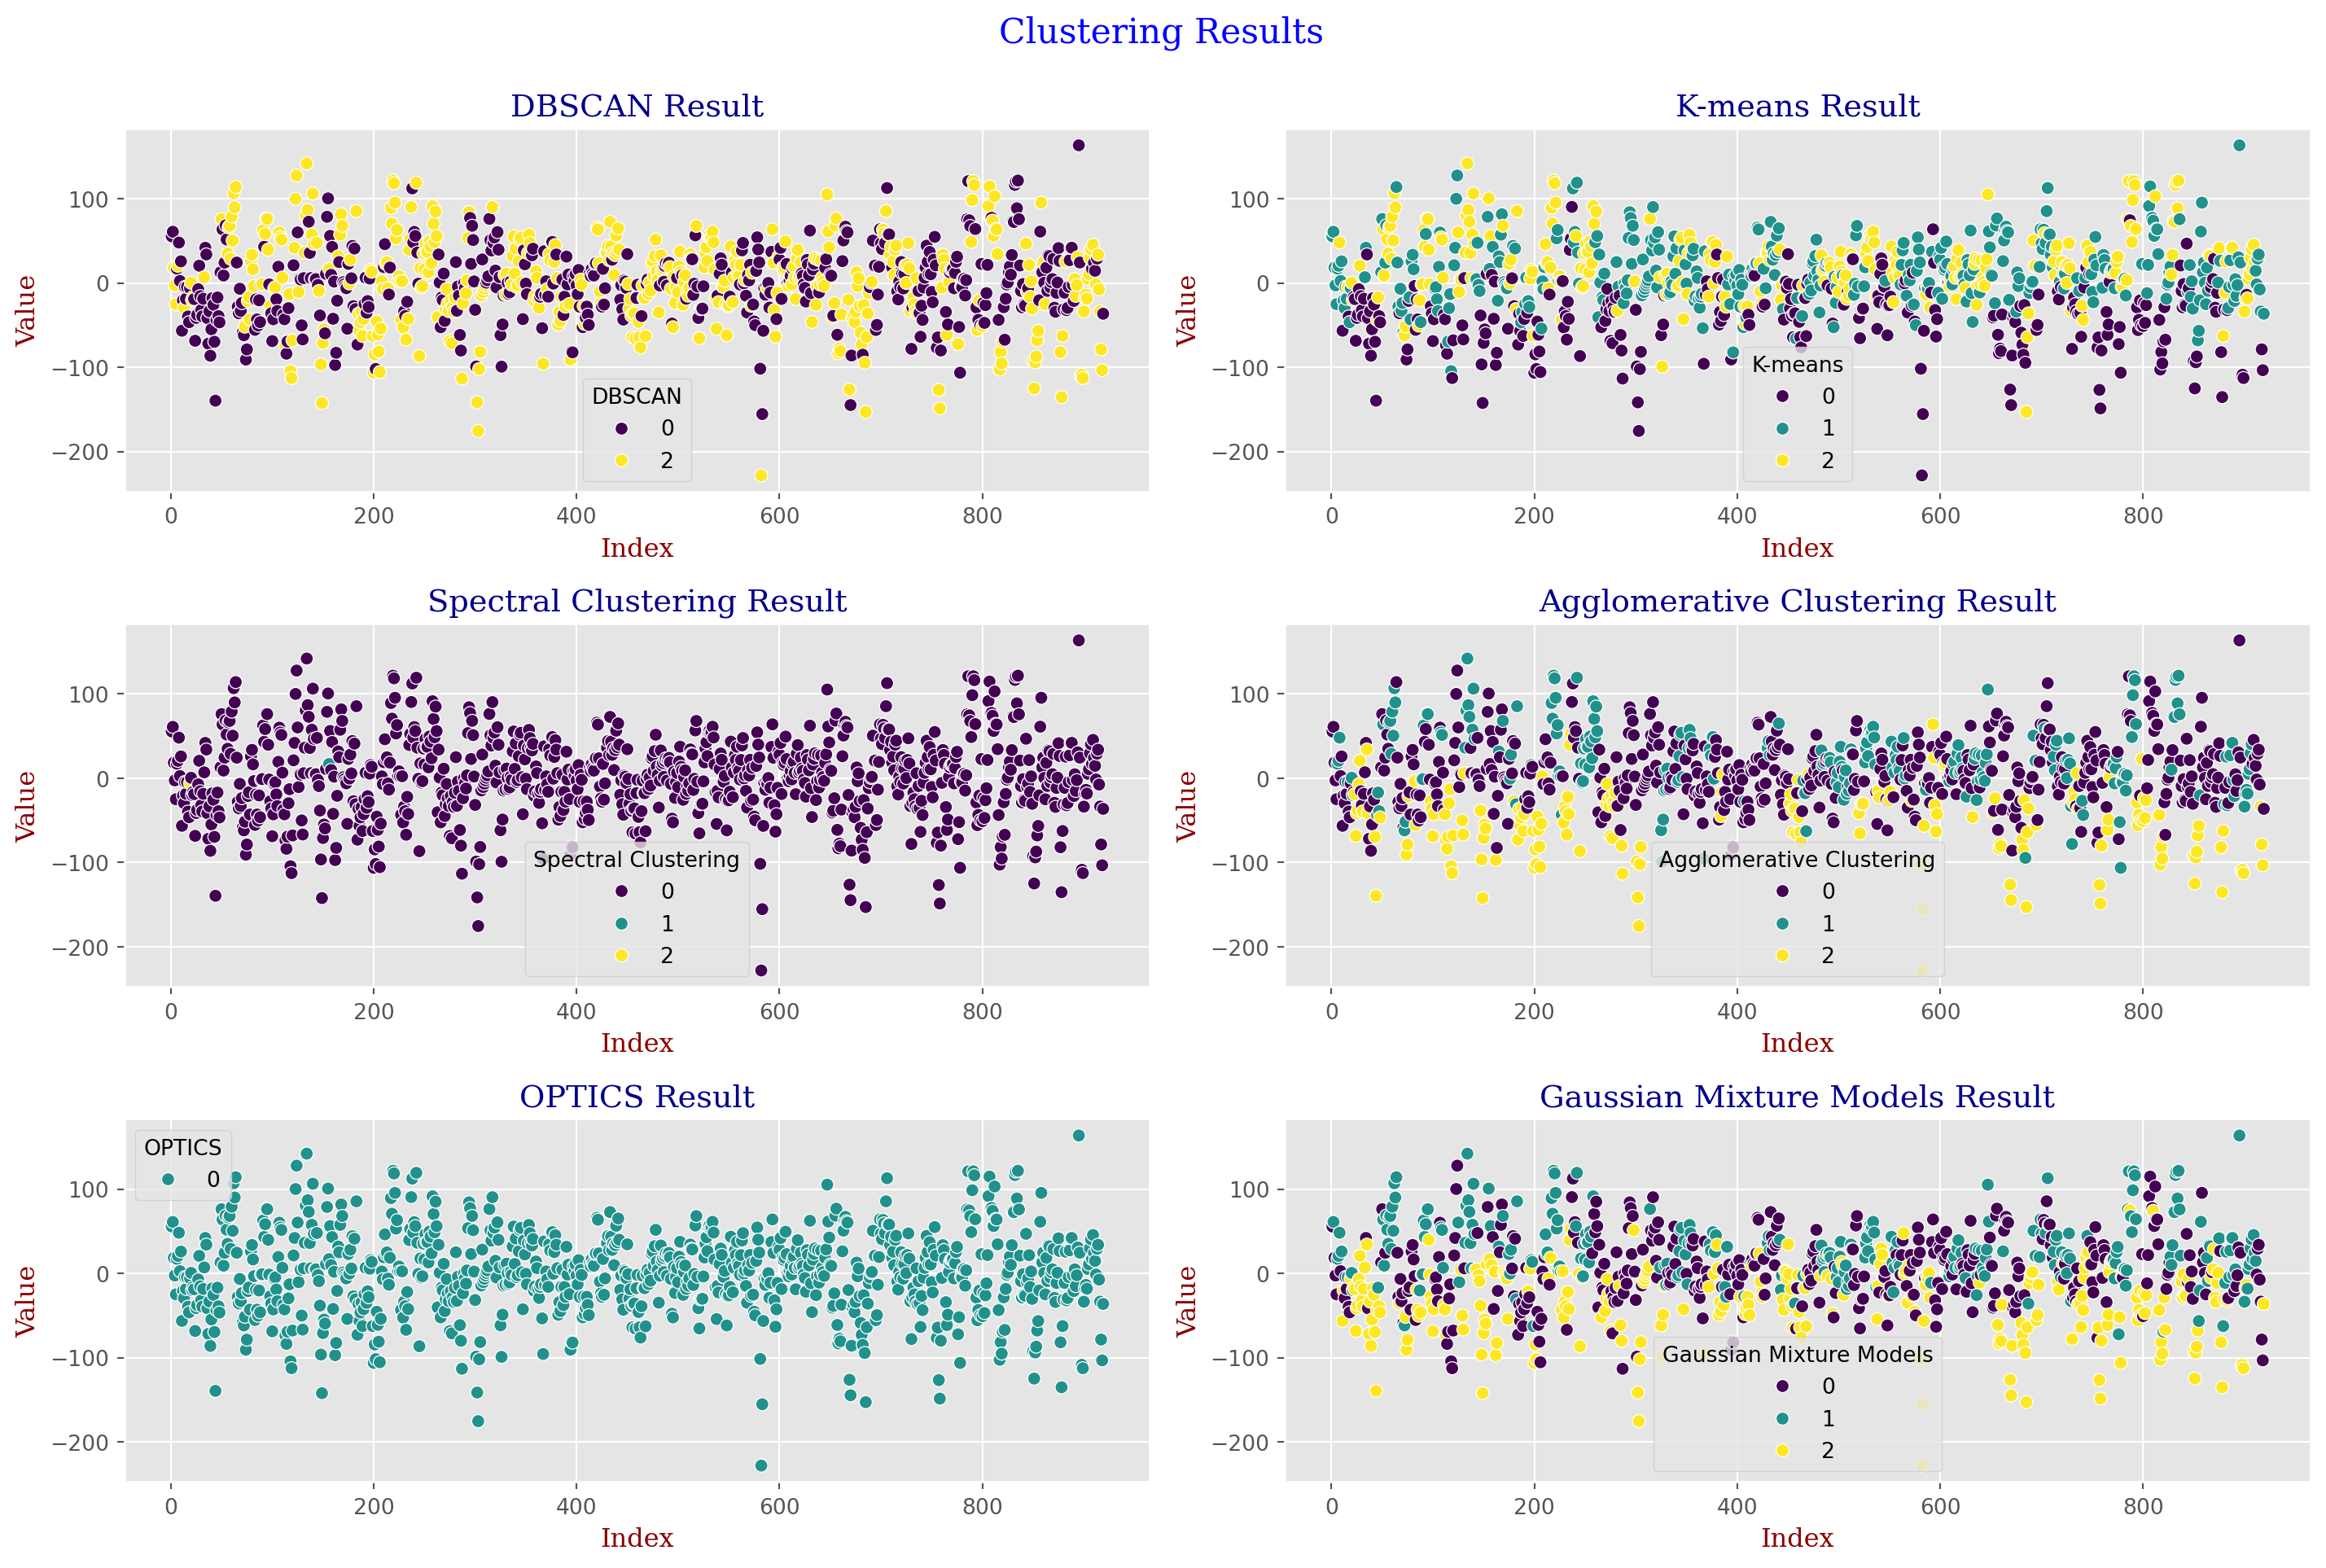 Clustering Results
DBSCAN Result
Value
100
0
−100
−200
DBSCAN
0
2
0
200
400
600
800
Index
K-means Result
Value
100
0
−100
−200
K-means
0
1
2
0
200
400
600
800
Index
Spectral Clustering Result
Value
100
0
−100
−200
Spectral Clustering
0
1
2
0
200
400
600
800
Index
Agglomerative Clustering Result
Value
100
0
−100
−200
Agglomerative Clustering
0
1
2
0
200
400
600
800
Index
OPTICS Result
Value
OPTICS
0
100
0
−100
−200
0
200
400
600
800
Index
Gaussian Mixture Models Result
Value
100
0
−100
−200
Gaussian Mixture Models
0
1
2
0
200
400
600
800
Index